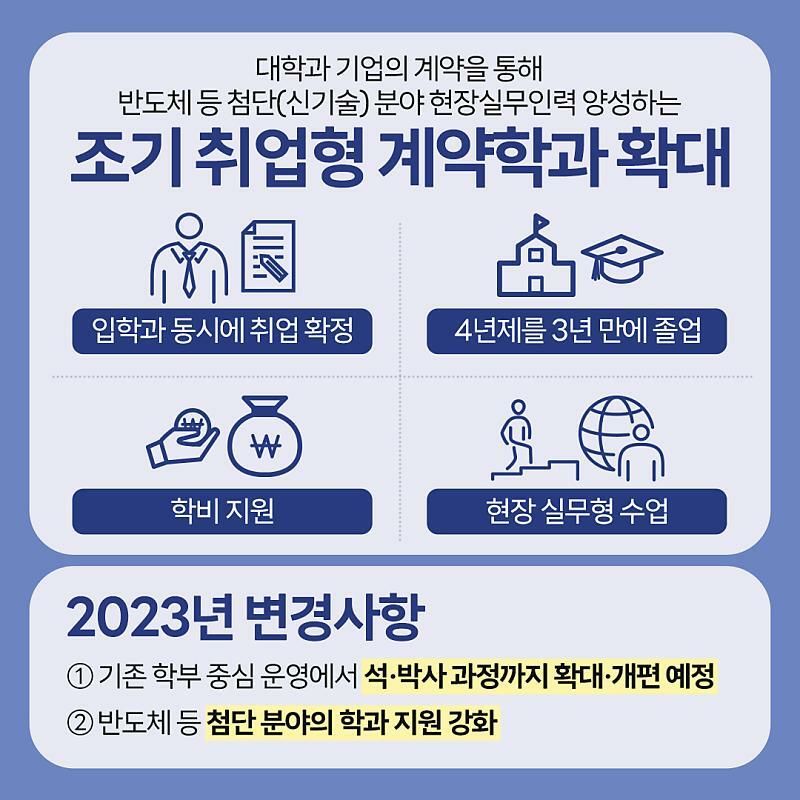 대학과 기업의 계약을 통해
반도체 등 첨단(신기술) 분야 현장실무인력 양성하는
조기 취업형 계약학과 확대
입학과 동시에 취업 확정
4년제를 3년 만에 졸업
₩
₩
학비 지원
현장 실무형 수업
2023년 변경사항
① 기존 학부 중심 운영에서 석·박사 과정까지 확대·개편 예정
② 반도체 등 첨단 분야의 학과 지원 강화